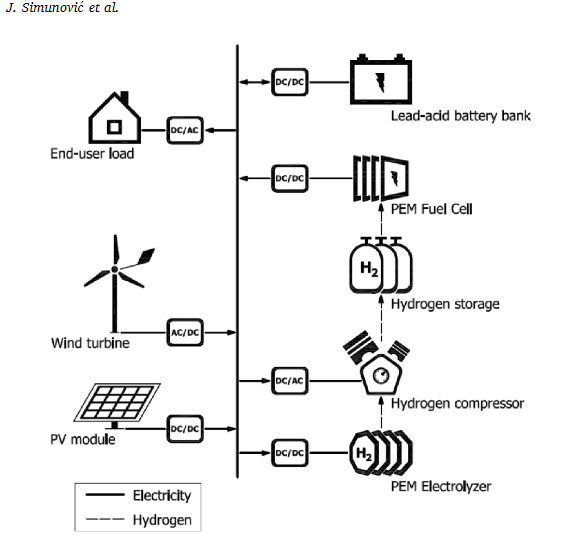 J. Simunović et al.
DC/DC
Lead-acid battery bank
DC/AC
End-user load
DC/DC
PEM Fuel Cell
H2
Hydrogen storage
AC/DC
Wind turbine
DC/AC
Hydrogen compressor
DC/DC
PV module
DC/DC
H2
PEM Electrolyzer
Electricity
Hydrogen